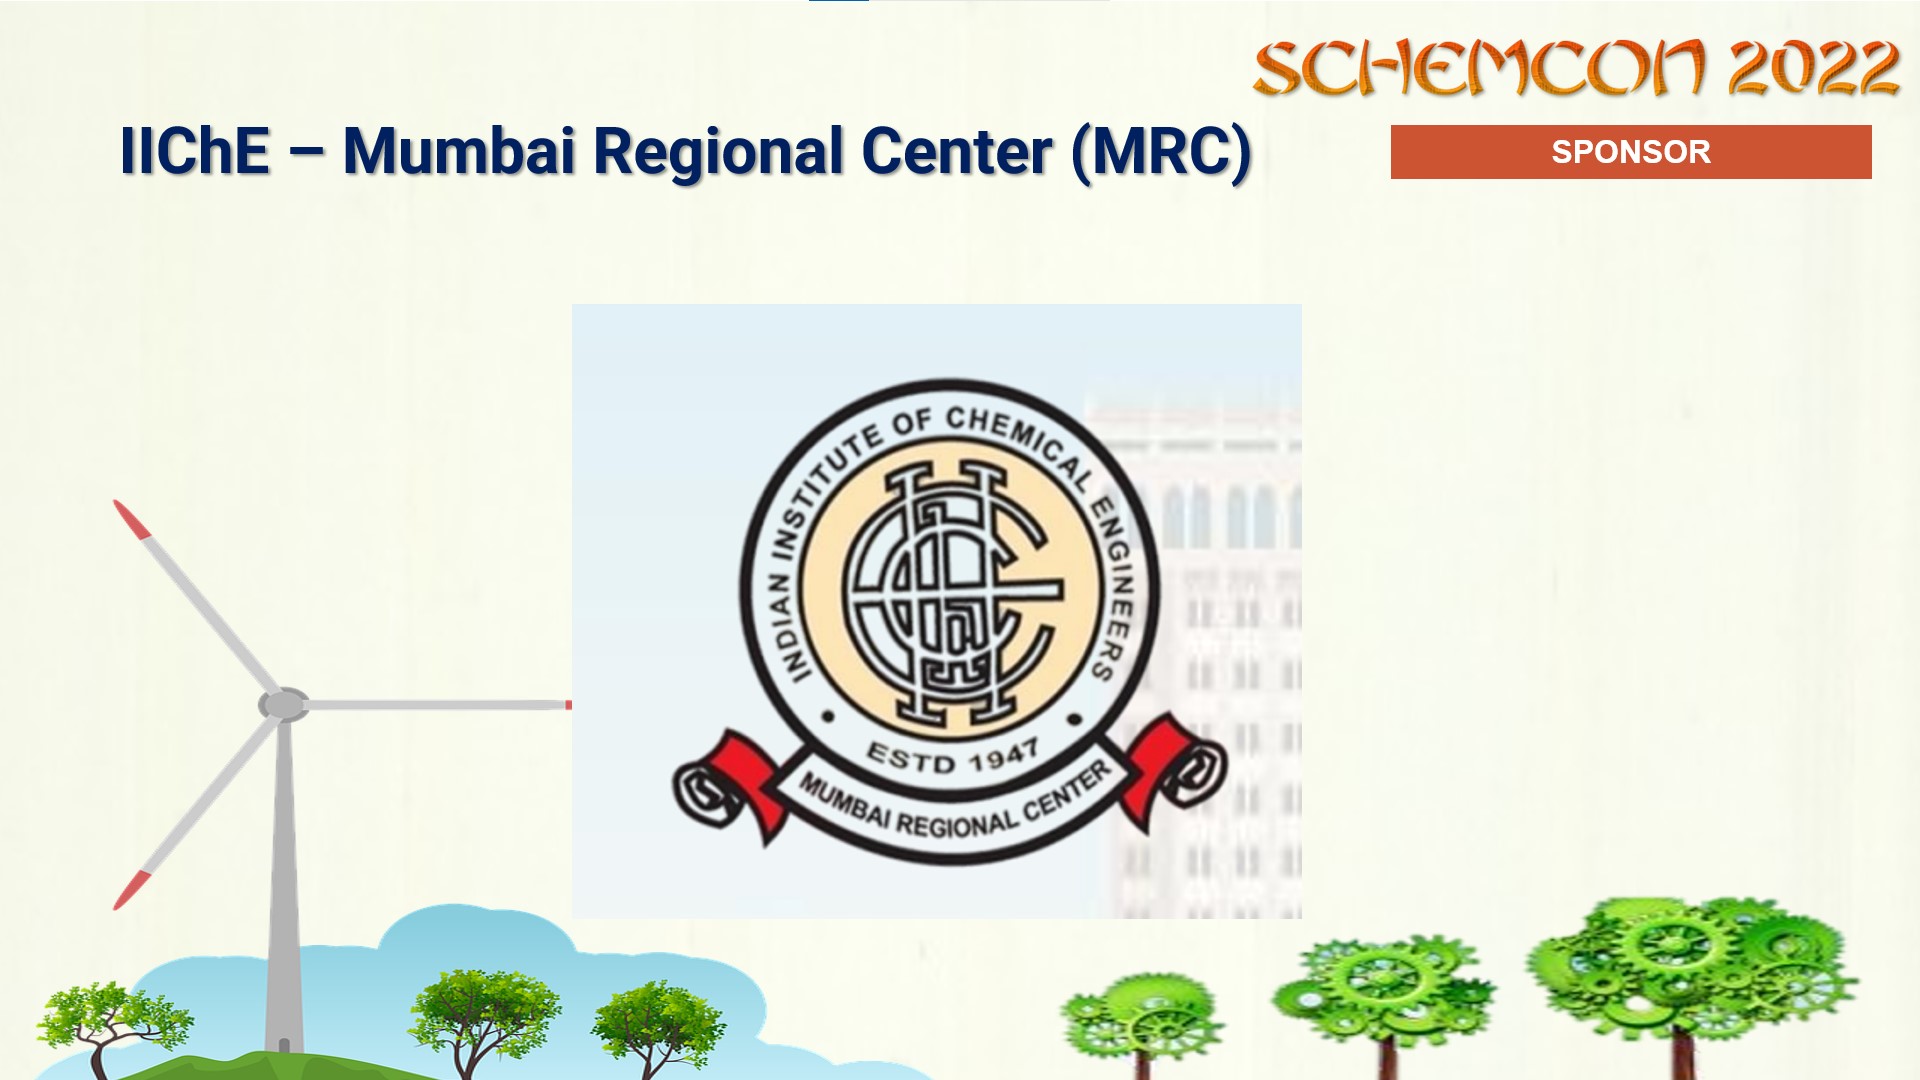 SCHEMCON 2022
IIChE – Mumbai Regional Center (MRC)
SPONSOR
INDIAN INSTITUTE OF CHEMICAL ENGINEERS
ESTD 1947
MUMBAI REGIONAL CENTER